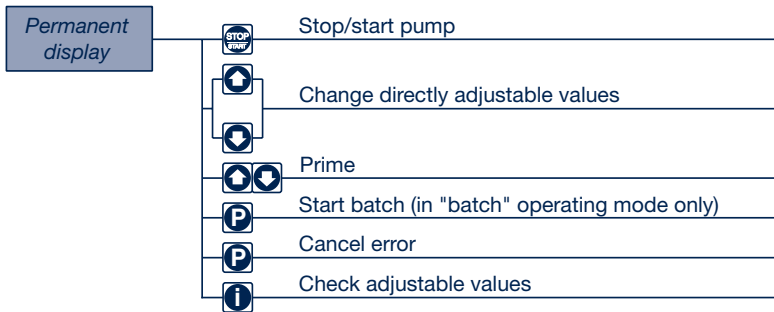 Permanent
display
STOP
START
Stop/start pump
Change directly adjustable values
Prime
P
Start batch (in "batch" operating mode only)
P
Cancel error
i
Check adjustable values